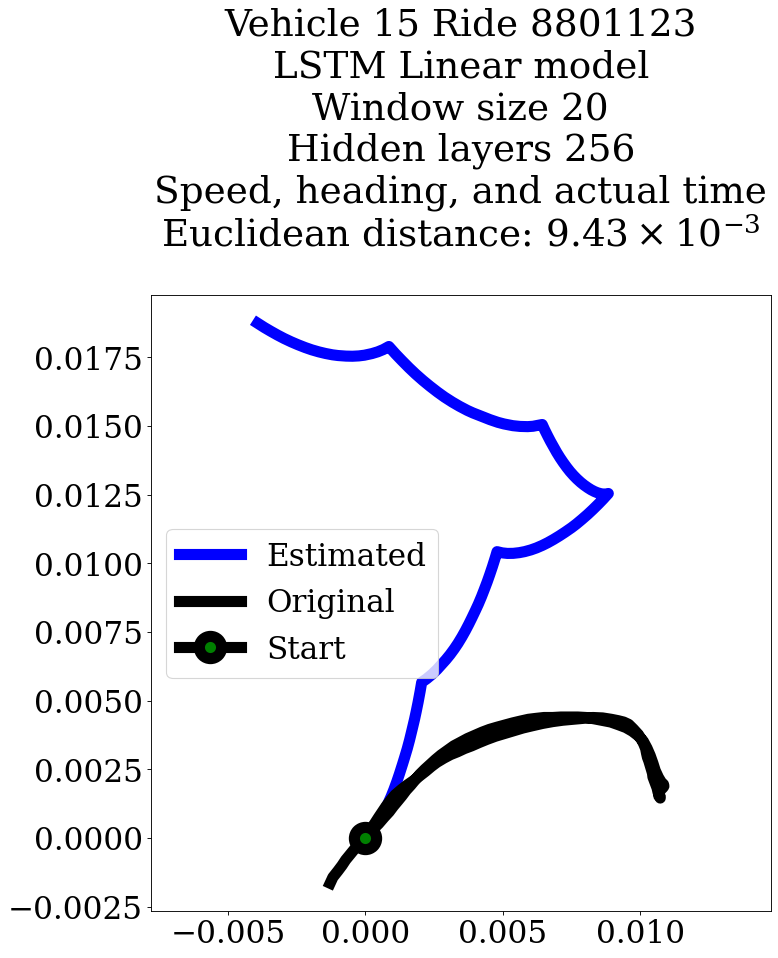 Vehicle 15 Ride 8801123
LSTM Linear model
Window size 20
Hidden layers 256
Speed, heading, and actual time
Euclidean distance: 9.43 × 10⁻³
0.0175
0.0150
0.0125
0.0100
0.0075
0.0050
0.0025
0.0000
−0.0025
Estimated
Original
Start
−0.005 0.000 0.005 0.010